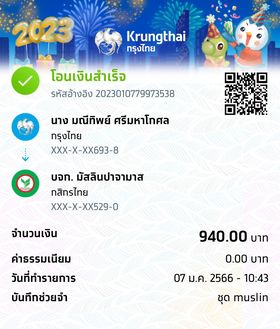 2023
Krungthai
กรุงไทย
โอนเงินสำเร็จ
รหัสอ้างอิง 2023010779973538
นาง มณีทิพย์ ศรีมหาโกศล
กรุงไทย
XXX-X-XX693-8
บจก. มัสลินปาจามาส
กสิกรไทย
XXX-X-XX529-0
จำนวนเงิน 940.00 บาท
ค่าธรรมเนียม 0.00 บาท
วันที่ทำรายการ 07 ม.ค. 2566 - 10:43
บันทึกช่วยจำ ชุด muslin